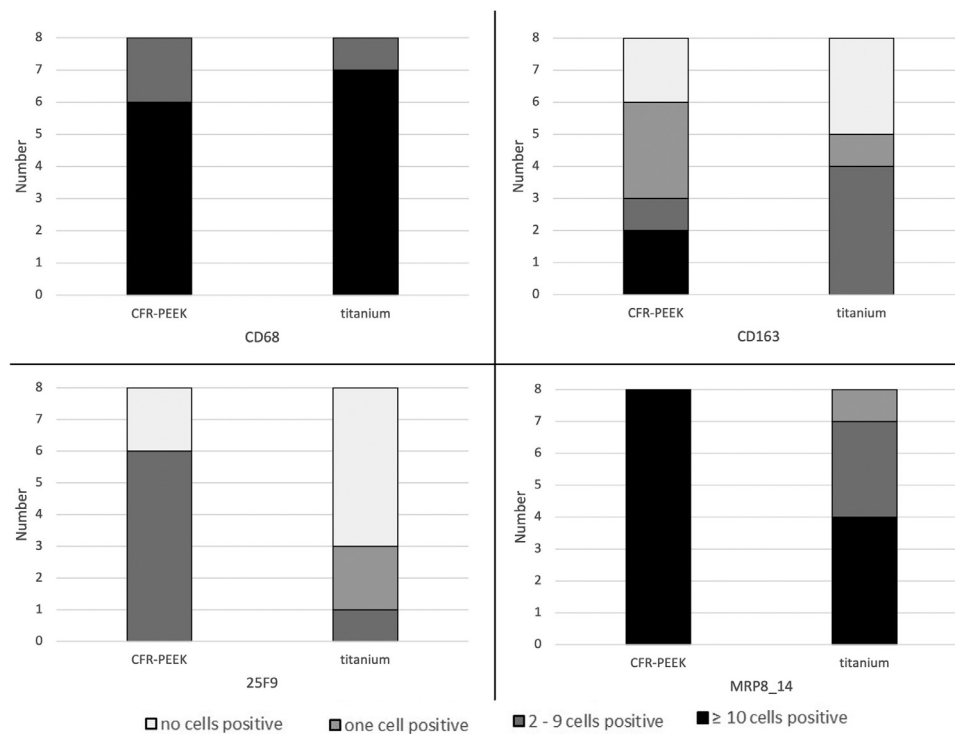 8
7
6
5
4
3
2
1
0
Number
CFR-PEEK
titanium
CD68
8
7
6
5
4
3
2
1
0
Number
CFR-PEEK
titanium
CD163
8
7
6
5
4
3
2
1
0
Number
CFR-PEEK
titanium
25F9
8
7
6
5
4
3
2
1
0
Number
CFR-PEEK
titanium
MRP8_14
no cells positive
one cell positive
2 - 9 cells positive
≥ 10 cells positive